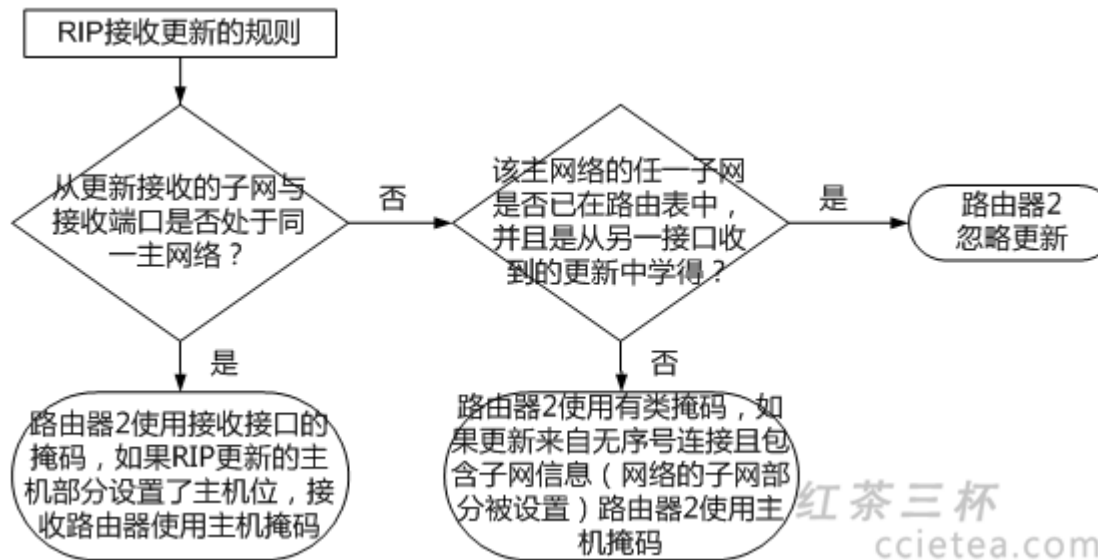 RIP接收更新的规则
从更新接收的子网与
接收端口是否处于同
一主网络？
否
该主网络的任一子网
是否已在路由表中，
并且是从另一接口收
到的更新中学得？
是
路由器2
忽略更新
是
路由器2使用接收接口的
掩码，如果RIP更新的主
机部分设置了主机位，接
收路由器使用主机掩码
否
路由器2使用有类掩码，如
果更新来自无序号连接且包
含子网信息（网络的子网部
分被设置）路由器2使用主
机掩码
红茶三杯
ccietea.com